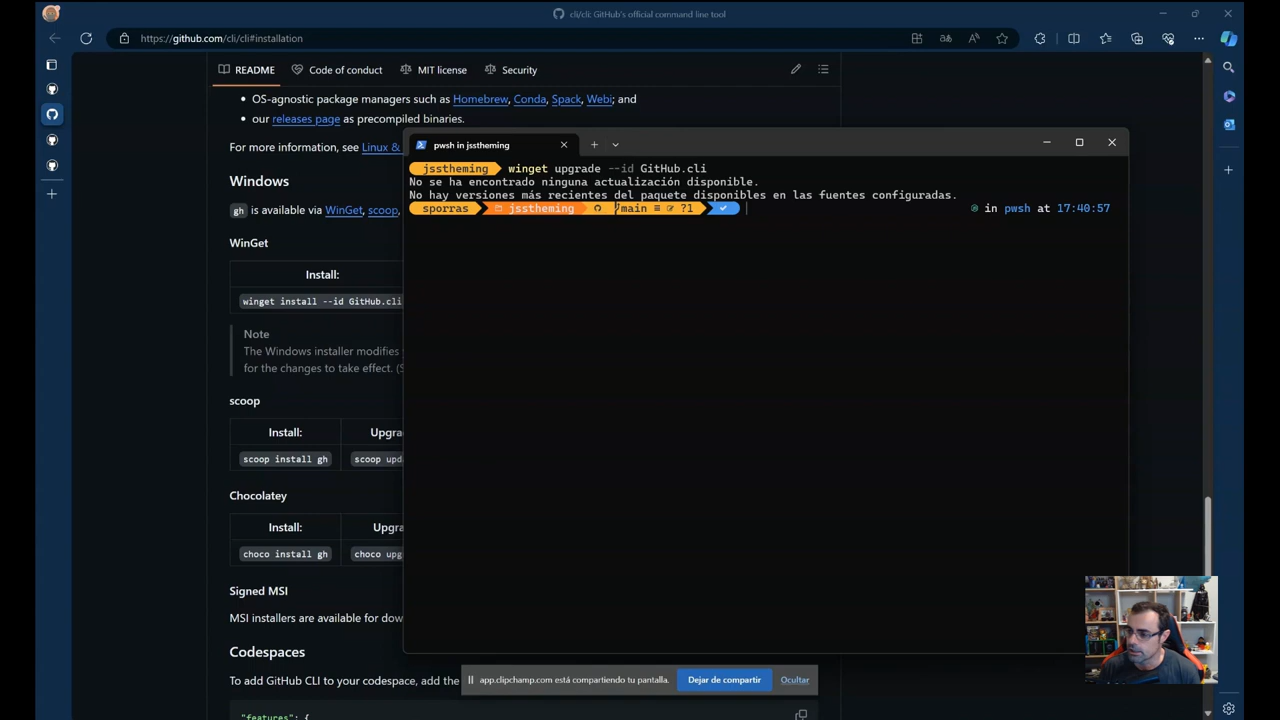 cli/cli: GitHub's official command line tool
https://github.com/cli/cli#installation
README
Code of conduct
MIT license
Security
• OS-agnostic package managers such as Homebrew, Conda, Spack, Webi; and
• our releases page as precompiled binaries.
For more information, see Linux &
Windows
gh is available via WinGet, scoop,
WinGet
Install:
winget install --id GitHub.cli
Note
The Windows installer modifies
for the changes to take effect. (
scoop
Install:
Upgra
scoop install gh
scoop upd
Chocolatey
Install:
Upgra
choco install gh
choco upg
Signed MSI
MSI installers are available for dow
Codespaces
To add GitHub CLI to your codespace, add the
"features": {
pwsh in jsstheming
jsstheming winget upgrade --id GitHub.cli
No se ha encontrado ninguna actualización disponible.
No hay versiones más recientes del paquete disponibles en las fuentes configuradas.
sporras jsstheming main ≡ ?1 in pwsh at 17:40:57
app.clipchamp.com está compartiendo tu pantalla.
Dejar de compartir
Ocultar